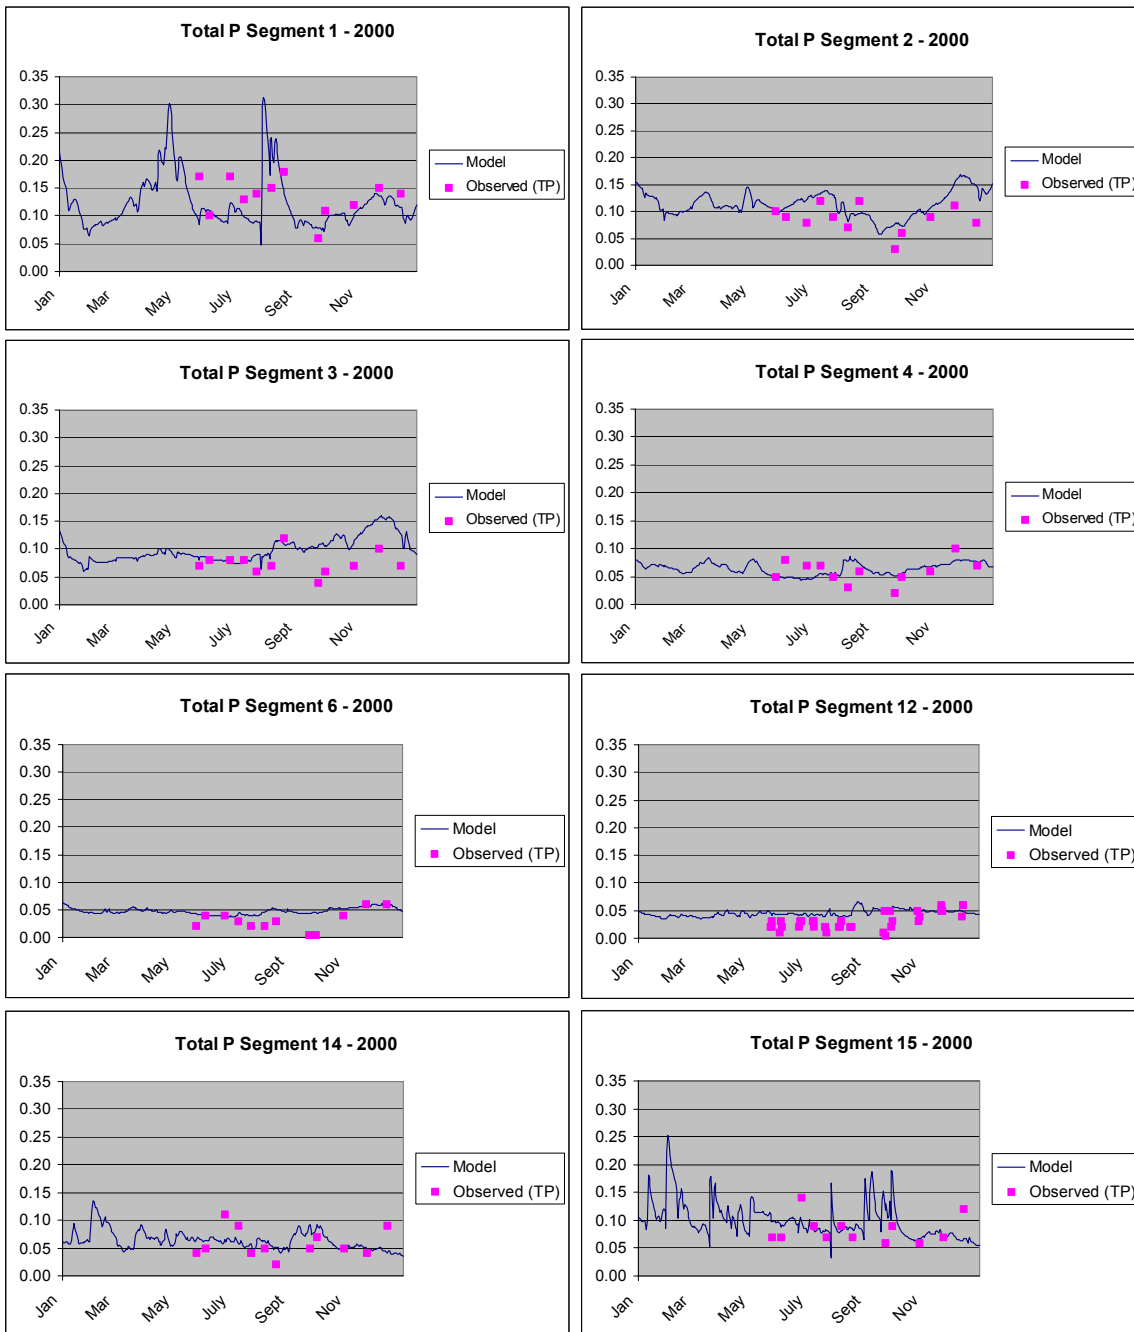 Total P Segment 1 - 2000
0.35
0.30
0.25
0.20
0.15
0.10
0.05
0.00
Jan
Mar
May
July
Sept
Nov
Model
Observed (TP)
Total P Segment 2 - 2000
0.35
0.30
0.25
0.20
0.15
0.10
0.05
0.00
Jan
Mar
May
July
Sept
Nov
Model
Observed (TP)
Total P Segment 3 - 2000
0.35
0.30
0.25
0.20
0.15
0.10
0.05
0.00
Jan
Mar
May
July
Sept
Nov
Model
Observed (TP)
Total P Segment 4 - 2000
0.35
0.30
0.25
0.20
0.15
0.10
0.05
0.00
Jan
Mar
May
July
Sept
Nov
Model
Observed (TP)
Total P Segment 6 - 2000
0.35
0.30
0.25
0.20
0.15
0.10
0.05
0.00
Jan
Mar
May
July
Sept
Nov
Model
Observed (TP)
Total P Segment 12 - 2000
0.35
0.30
0.25
0.20
0.15
0.10
0.05
0.00
Jan
Mar
May
July
Sept
Nov
Model
Observed (TP)
Total P Segment 14 - 2000
0.35
0.30
0.25
0.20
0.15
0.10
0.05
0.00
Jan
Mar
May
July
Sept
Nov
Model
Observed (TP)
Total P Segment 15 - 2000
0.35
0.30
0.25
0.20
0.15
0.10
0.05
0.00
Jan
Mar
May
July
Sept
Nov
Model
Observed (TP)